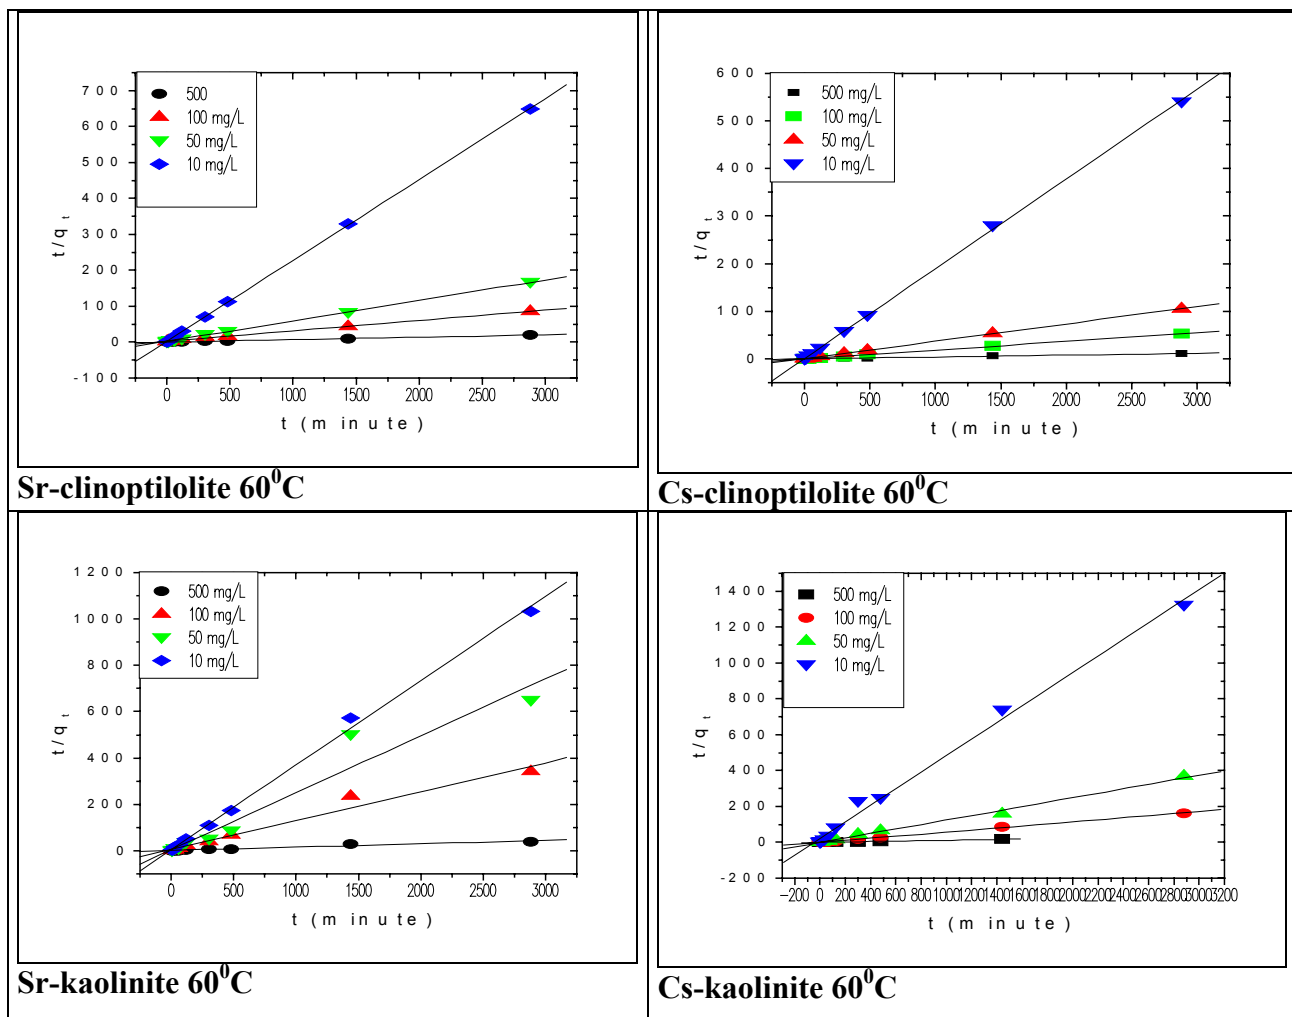 700
600
500
400
300
200
100
0
-100
t/qt
500
100 mg/L
50 mg/L
10 mg/L
0 500 1000 1500 2000 2500 3000
t (minute)
Sr-clinoptilolite 60⁰C
600
500
400
300
200
100
0
t/qt
500 mg/L
100 mg/L
50 mg/L
10 mg/L
0 500 1000 1500 2000 2500 3000
t (minute)
Cs-clinoptilolite 60⁰C
1200
1000
800
600
400
200
0
t/qt
500 mg/L
100 mg/L
50 mg/L
10 mg/L
0 500 1000 1500 2000 2500 3000
t (minute)
Sr-kaolinite 60⁰C
1400
1200
1000
800
600
400
200
0
-200
t/qt
500 mg/L
100 mg/L
50 mg/L
10 mg/L
-200 0 200 400 600 800 1000 1200 1400 1600 1800 2000 2200 2400 2600 2800 3000 3200
t (minute)
Cs-kaolinite 60⁰C